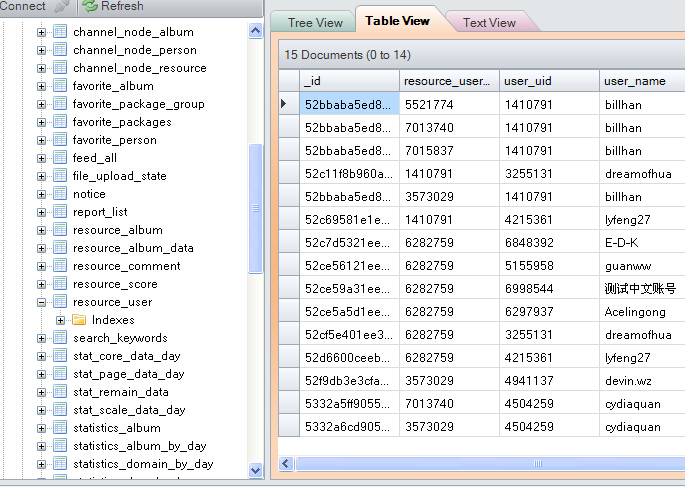 Connect Refresh
channel_node_album
channel_node_person
channel_node_resource
favorite_album
favorite_package_group
favorite_packages
favorite_person
feed_all
file_upload_state
notice
report_list
resource_album
resource_album_data
resource_comment
resource_score
resource_user
Indexes
search_keywords
stat_core_data_day
stat_page_data_day
stat_remain_data
stat_scale_data_day
statistics_album
statistics_album_by_day
statistics_domain_by_day
Tree View Table View Text View
15 Documents (0 to 14)
_id resource_user... user_uid user_name
52bbaba5ed8... 5521774 1410791 billhan
52bbaba5ed8... 7013740 1410791 billhan
52bbaba5ed8... 7015837 1410791 billhan
52c11f8b960a... 1410791 3255131 dreamofhua
52bbaba5ed8... 3573029 1410791 billhan
52c69581e1e... 1410791 4215361 lyfeng27
52c7d5321ee... 6282759 6848392 E-D-K
52ce56121ee... 6282759 5155958 guanww
52ce59a31ee... 6282759 6998544 测试中文账号
52ce5a5d1ee... 6282759 6297937 Acelingong
52cf5e401ee3... 6282759 3255131 dreamofhua
52d6600ceeb... 6282759 4215361 lyfeng27
52f9db3e3cfa... 3573029 4941137 devin.wz
5332a5ff9055... 7013740 4504259 cydiaquan
5332a6cd905... 3573029 4504259 cydiaquan